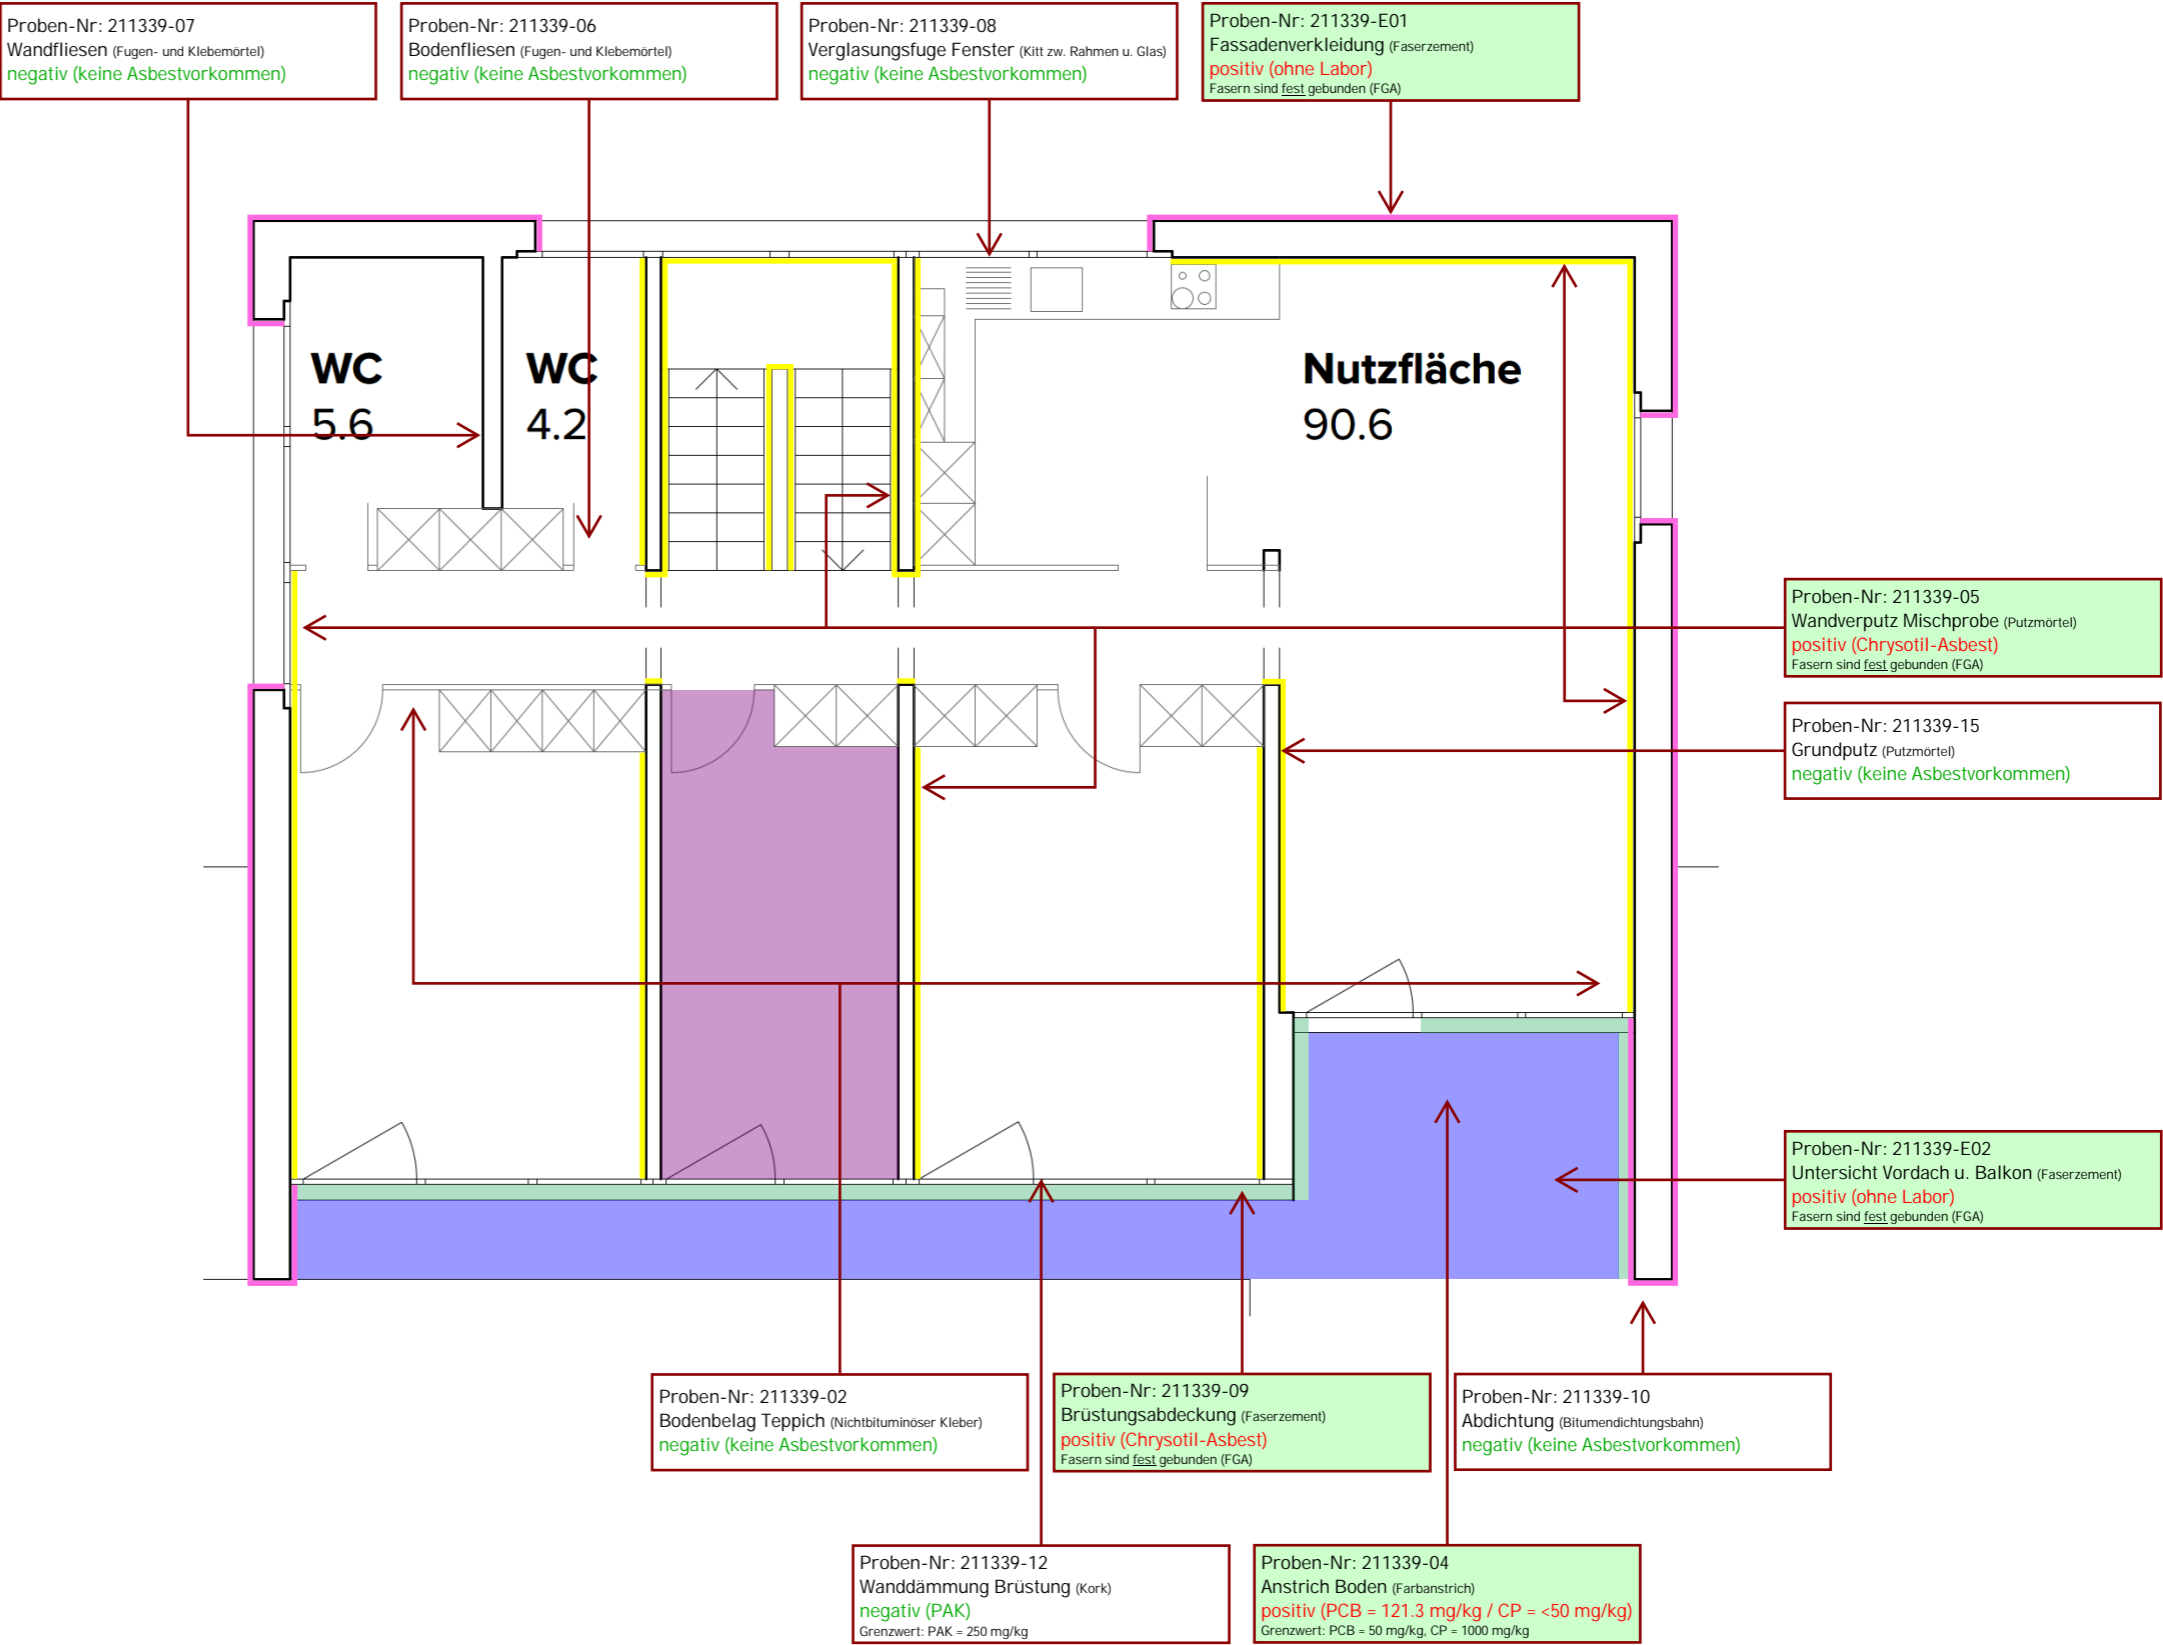 Proben-Nr: 211339-07
Wandfliesen (Fugen- und Klebemörtel)
negativ (keine Asbestvorkommen)
Proben-Nr: 211339-06
Bodenfliesen (Fugen- und Klebemörtel)
negativ (keine Asbestvorkommen)
Proben-Nr: 211339-08
Verglasungsfuge Fenster (Kitt zw. Rahmen u. Glas)
negativ (keine Asbestvorkommen)
Proben-Nr: 211339-E01
Fassadenverkleidung (Faserzement)
positiv (ohne Labor)
Fasern sind fest gebunden (FGA)
WC
5.6
WC
4.2
Nutzfläche
90.6
Proben-Nr: 211339-05
Wandverputz Mischprobe (Putzmörtel)
positiv (Chrysotil-Asbest)
Fasern sind fest gebunden (FGA)
Proben-Nr: 211339-15
Grundputz (Putzmörtel)
negativ (keine Asbestvorkommen)
Proben-Nr: 211339-E02
Untersicht Vordach u. Balkon (Faserzement)
positiv (ohne Labor)
Fasern sind fest gebunden (FGA)
Proben-Nr: 211339-02
Bodenbelag Teppich (Nichtbituminöser Kleber)
negativ (keine Asbestvorkommen)
Proben-Nr: 211339-09
Brüstungsabdeckung (Faserzement)
positiv (Chrysotil-Asbest)
Fasern sind fest gebunden (FGA)
Proben-Nr: 211339-10
Abdichtung (Bitumendichtungsbahn)
negativ (keine Asbestvorkommen)
Proben-Nr: 211339-12
Wanddämmung Brüstung (Kork)
negativ (PAK)
Grenzwert: PAK = 250 mg/kg
Proben-Nr: 211339-04
Anstrich Boden (Farbanstrich)
positiv (PCB = 121.3 mg/kg / CP = <50 mg/kg)
Grenzwert: PCB = 50 mg/kg, CP = 1000 mg/kg